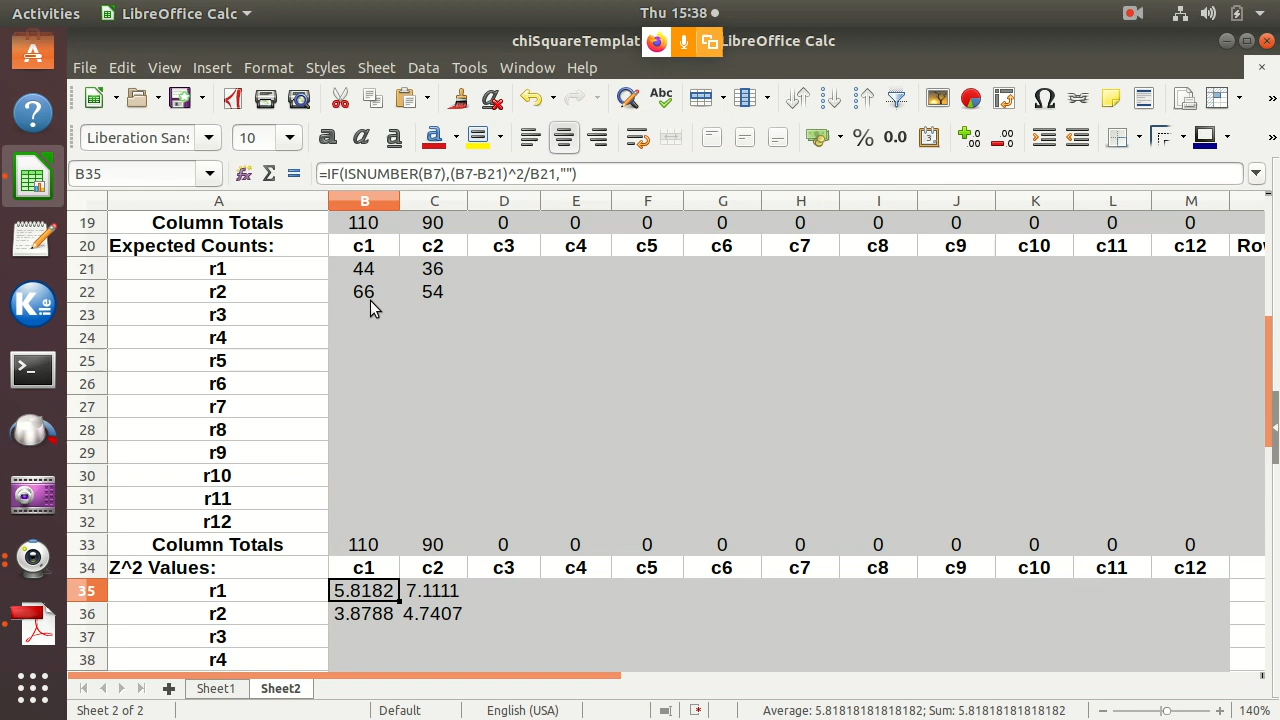 Activities LibreOffice Calc Thu 15:38
chiSquareTemplat LibreOffice Calc
File Edit View Insert Format Styles Sheet Data Tools Window Help
Liberation Sans 10
B35 =IF(ISNUMBER(B7),(B7-B21)^2/B21,"")
A B C D E F G H I J K L M
19 Column Totals 110 90 0 0 0 0 0 0 0 0 0 0
20 Expected Counts: c1 c2 c3 c4 c5 c6 c7 c8 c9 c10 c11 c12
21 r1 44 36
22 r2 66 54
23 r3
24 r4
25 r5
26 r6
27 r7
28 r8
29 r9
30 r10
31 r11
32 r12
33 Column Totals 110 90 0 0 0 0 0 0 0 0 0 0
34 Z^2 Values: c1 c2 c3 c4 c5 c6 c7 c8 c9 c10 c11 c12
35 r1 5.8182 7.1111
36 r2 3.8788 4.7407
37 r3
38 r4
Sheet1 Sheet2
Sheet 2 of 2 Default English (USA) Average: 5.81818181818182; Sum: 5.81818181818182 140%